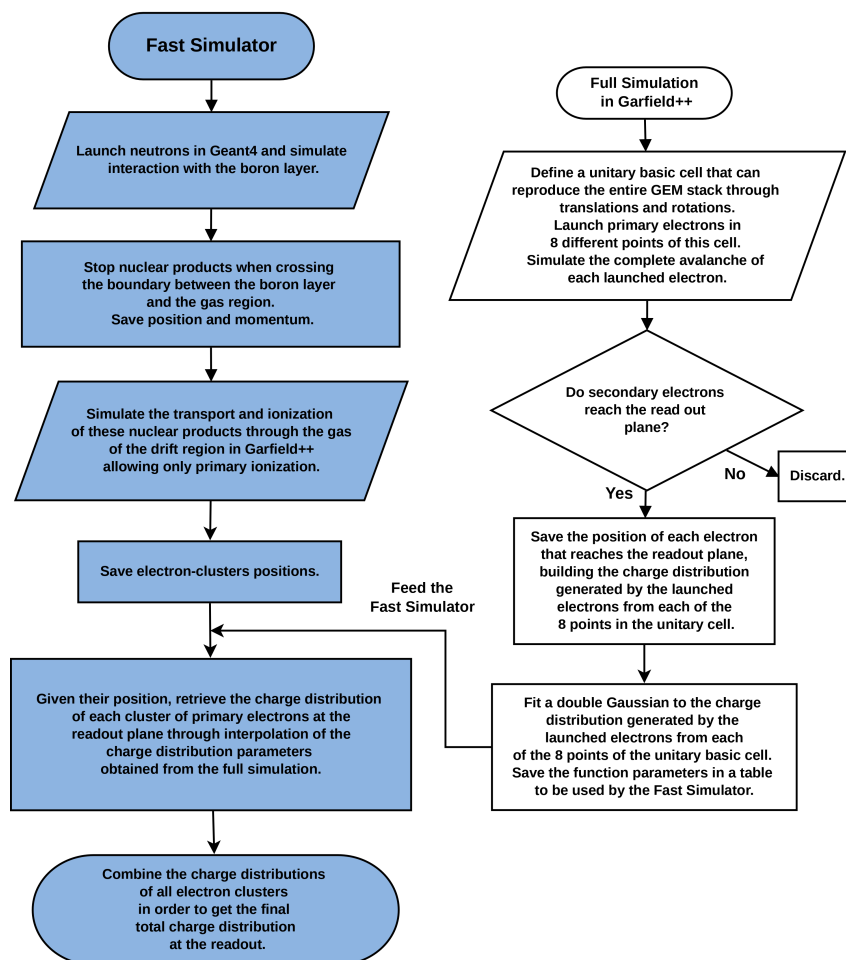 Fast Simulator
Launch neutrons in Geant4 and simulate
interaction with the boron layer.
Stop nuclear products when crossing
the boundary between the boron layer
and the gas region.
Save position and momentum.
Simulate the transport and ionization
of these nuclear products through the gas
of the drift region in Garfield++
allowing only primary ionization.
Save electron-clusters positions.
Given their position, retrieve the charge distribution
of each cluster of primary electrons at the
readout plane through interpolation of the
charge distribution parameters
obtained from the full simulation.
Combine the charge distributions
of all electron clusters
in order to get the final
total charge distribution
at the readout.
Full Simulation
in Garfield++
Define a unitary basic cell that can
reproduce the entire GEM stack through
translations and rotations.
Launch primary electrons in
8 different points of this cell.
Simulate the complete avalanche of
each launched electron.
Do secondary electrons
reach the read out
plane?
No
Discard.
Yes
Save the position of each electron
that reaches the readout plane,
building the charge distribution
generated by the launched
electrons from each of the
8 points in the unitary cell.
Fit a double Gaussian to the charge
distribution generated by the
launched electrons from each
of the 8 points of the unitary basic cell.
Save the function parameters in a table
to be used by the Fast Simulator.
Feed the
Fast Simulator